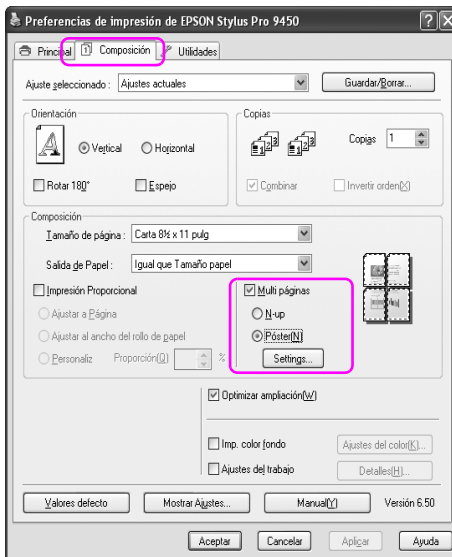 Preferencias de impresión de EPSON Stylus Pro 9450
Principal Composición Utilidades
Ajuste seleccionado : Ajustes actuales Guardar/Borrar...
Orientación Copias
Vertical Horizontal Copias 1
Rotar 180° Espejo Combinar Invertir orden(X)
Composición
Tamaño de página : Carta 8½ x 11 pulg
Salida de Papel : Igual que Tamaño papel
Impresión Proporcional Multi páginas
Ajustar a Página N-up
Ajustar al ancho del rollo de papel Póster(N)
Personaliz Proporción(Q) % Settings...
Optimizar ampliación(W)
Imp. color fondo Ajustes del color(K)...
Ajustes del trabajo Detalles(H)...
Valores defecto Mostrar Ajustes... Manual(Y) Versión 6.50
Aceptar Cancelar Aplicar Ayuda